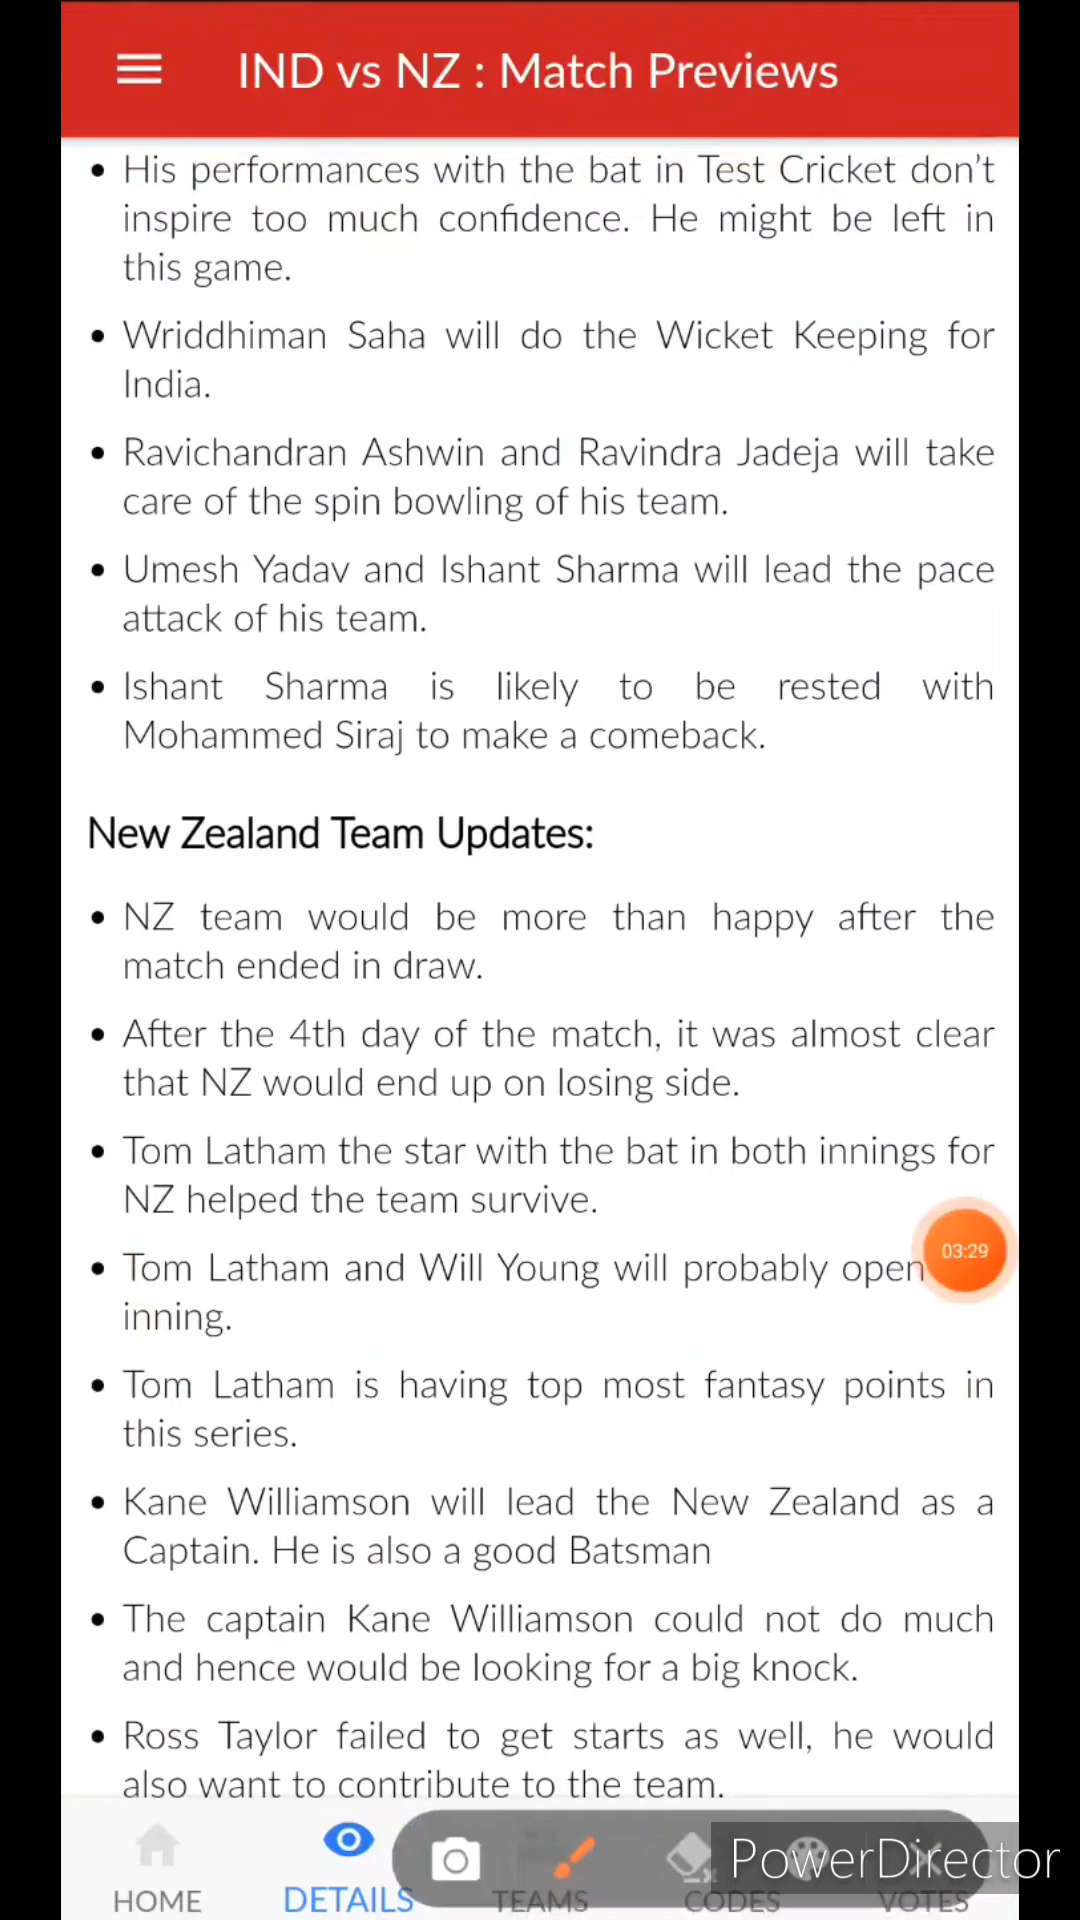 IND vs NZ : Match Previews
• His performances with the bat in Test Cricket don't
inspire too much confidence. He might be left in
this game.
• Wriddhiman Saha will do the Wicket Keeping for
India.
• Ravichandran Ashwin and Ravindra Jadeja will take
care of the spin bowling of his team.
• Umesh Yadav and Ishant Sharma will lead the pace
attack of his team.
• Ishant Sharma is likely to be rested with
Mohammed Siraj to make a comeback.
New Zealand Team Updates:
• NZ team would be more than happy after the
match ended in draw.
• After the 4th day of the match, it was almost clear
that NZ would end up on losing side.
• Tom Latham the star with the bat in both innings for
NZ helped the team survive.
03:29
• Tom Latham and Will Young will probably open
inning.
• Tom Latham is having top most fantasy points in
this series.
• Kane Williamson will lead the New Zealand as a
Captain. He is also a good Batsman
• The captain Kane Williamson could not do much
and hence would be looking for a big knock.
• Ross Taylor failed to get starts as well, he would
also want to contribute to the team.
PowerDirector
HOME DETAILS TEAMS CODES VOTES